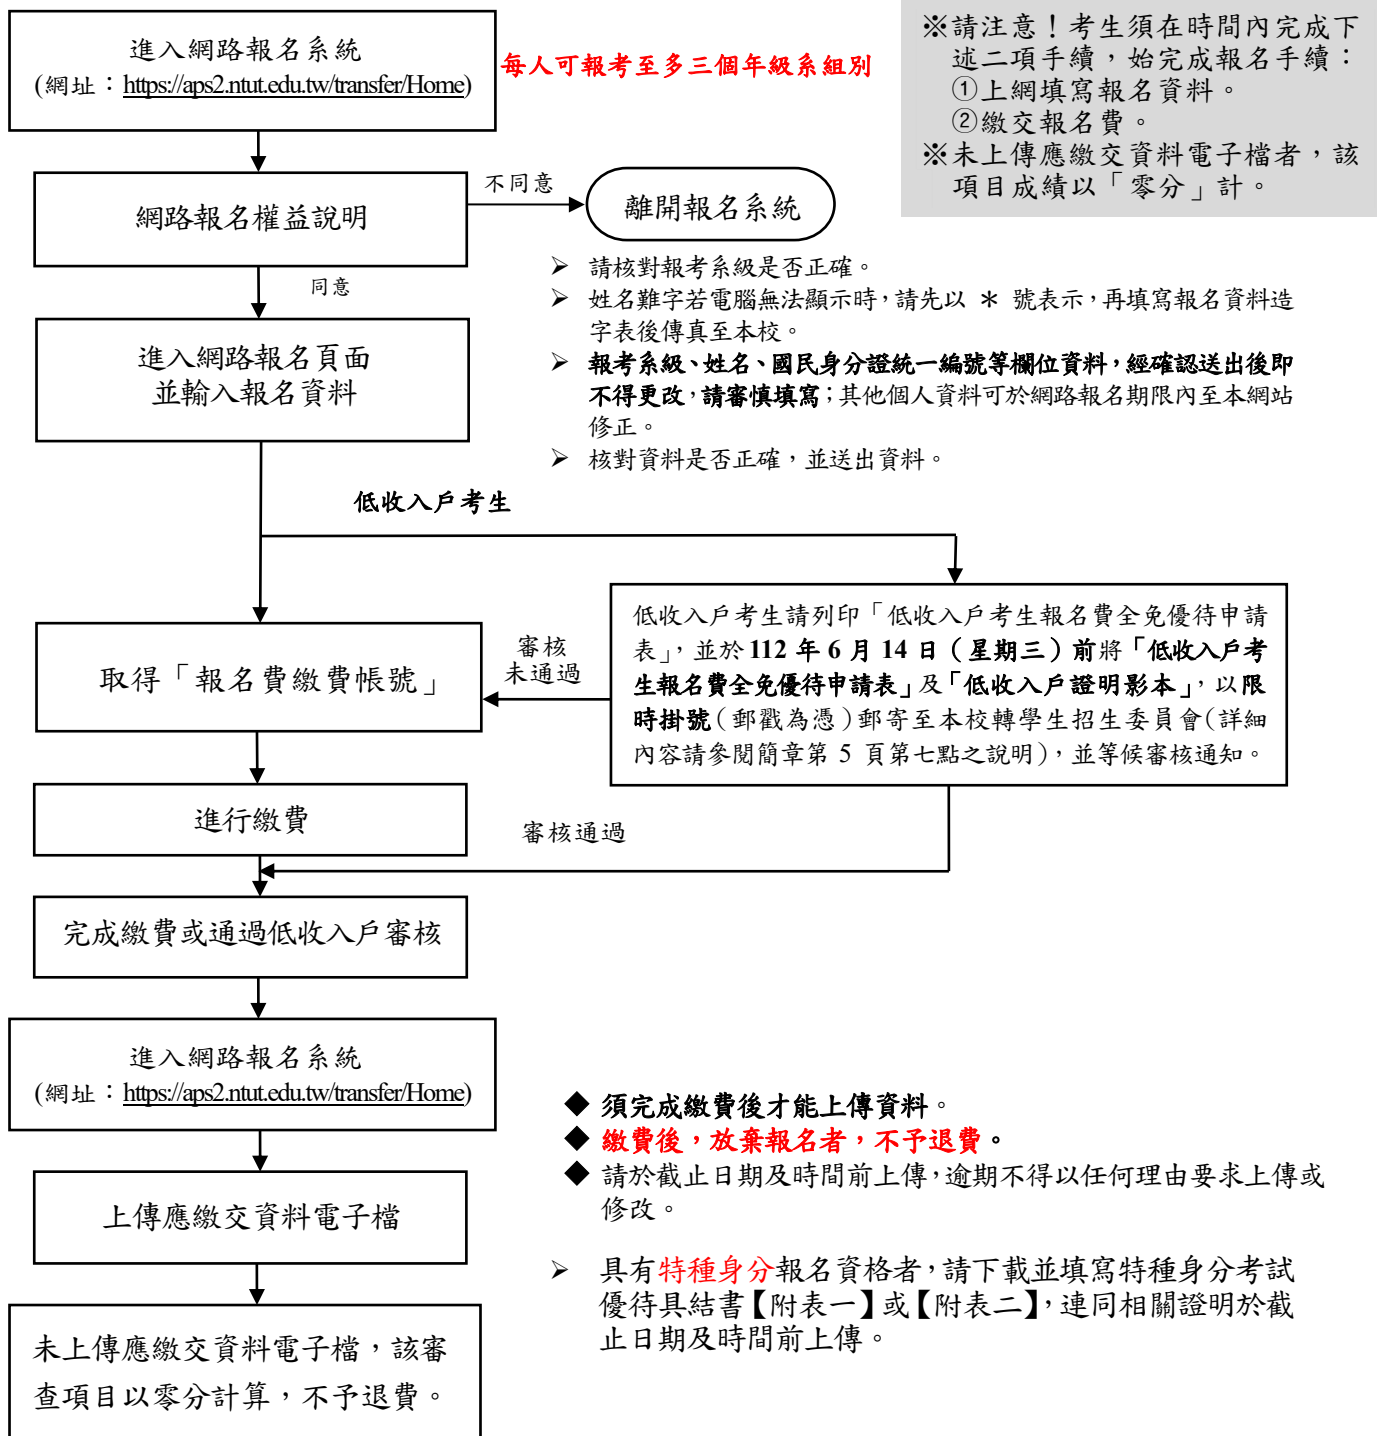 進入網路報名系統
(網址：https://aps2.ntut.edu.tw/transfer/Home)
每人可報考至多三個年級系組別
※請注意！考生須在時間內完成下
述二項手續，始完成報名手續：
①上網填寫報名資料。
②繳交報名費。
※未上傳應繳交資料電子檔者，該
項目成績以「零分」計。
網路報名權益說明
不同意
離開報名系統
同意
➢ 請核對報考系級是否正確。
➢ 姓名難字若電腦無法顯示時，請先以 ＊ 號表示，再填寫報名資料造
字表後傳真至本校。
➢ 報考系級、姓名、國民身分證統一編號等欄位資料，經確認送出後即
不得更改，請審慎填寫；其他個人資料可於網路報名期限內至本網站
修正。
➢ 核對資料是否正確，並送出資料。
進入網路報名頁面
並輸入報名資料
低收入戶考生
低收入戶考生請列印「低收入戶考生報名費全免優待申請
表」，並於 112 年 6 月 14 日（星期三）前將「低收入戶考
生報名費全免優待申請表」及「低收入戶證明影本」，以限
時掛號（郵戳為憑）郵寄至本校轉學生招生委員會（詳細
內容請參閱簡章第 5 頁第七點之說明），並等候審核通知。
審核
未通過
取得「報名費繳費帳號」
進行繳費
審核通過
完成繳費或通過低收入戶審核
進入網路報名系統
(網址：https://aps2.ntut.edu.tw/transfer/Home)
◆ 須完成繳費後才能上傳資料。
◆ 繳費後，放棄報名者，不予退費。
◆ 請於截止日期及時間前上傳，逾期不得以任何理由要求上傳或
修改。
上傳應繳交資料電子檔
➢ 具有特種身分報名資格者，請下載並填寫特種身分考試
優待具結書【附表一】或【附表二】，連同相關證明於截
止日期及時間前上傳。
未上傳應繳交資料電子檔，該審
查項目以零分計算，不予退費。